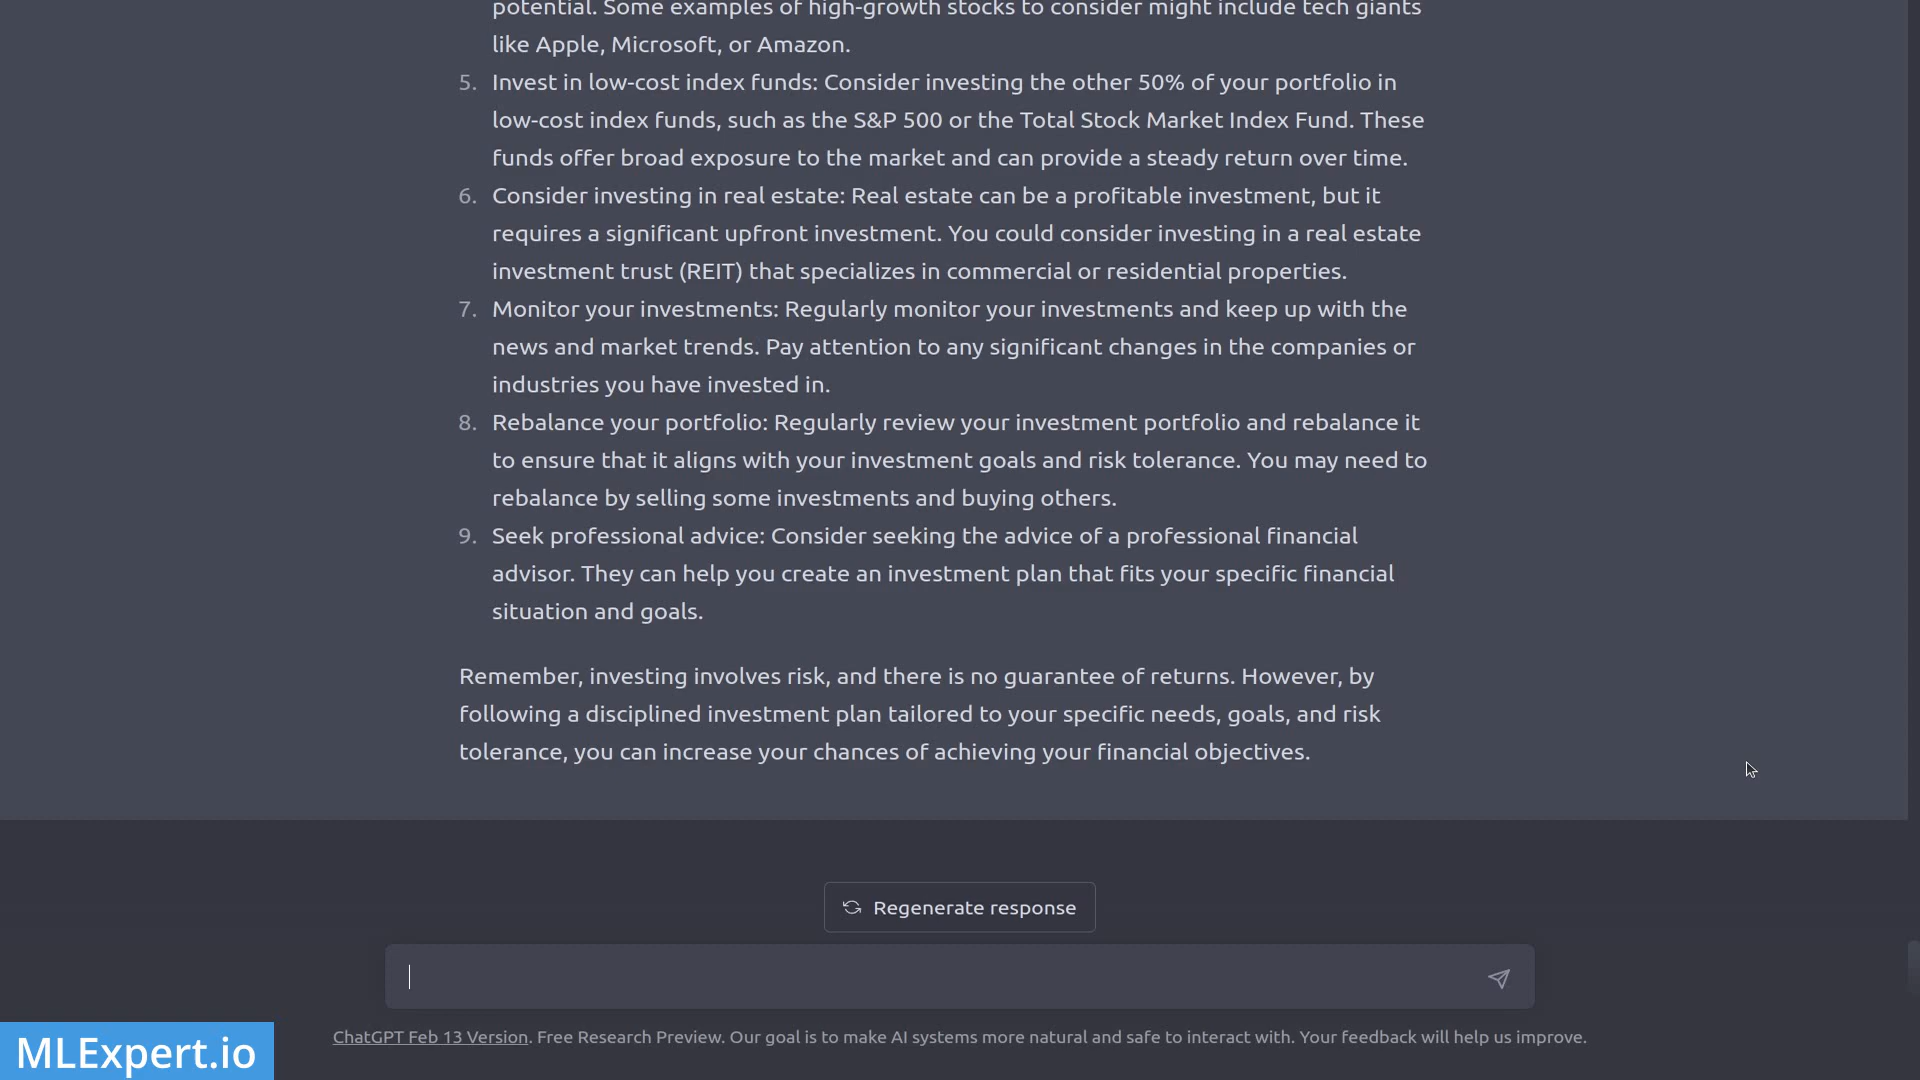 potential. Some examples of high-growth stocks to consider might include tech giants
like Apple, Microsoft, or Amazon.
5. Invest in low-cost index funds: Consider investing the other 50% of your portfolio in
low-cost index funds, such as the S&P 500 or the Total Stock Market Index Fund. These
funds offer broad exposure to the market and can provide a steady return over time.
6. Consider investing in real estate: Real estate can be a profitable investment, but it
requires a significant upfront investment. You could consider investing in a real estate
investment trust (REIT) that specializes in commercial or residential properties.
7. Monitor your investments: Regularly monitor your investments and keep up with the
news and market trends. Pay attention to any significant changes in the companies or
industries you have invested in.
8. Rebalance your portfolio: Regularly review your investment portfolio and rebalance it
to ensure that it aligns with your investment goals and risk tolerance. You may need to
rebalance by selling some investments and buying others.
9. Seek professional advice: Consider seeking the advice of a professional financial
advisor. They can help you create an investment plan that fits your specific financial
situation and goals.
Remember, investing involves risk, and there is no guarantee of returns. However, by
following a disciplined investment plan tailored to your specific needs, goals, and risk
tolerance, you can increase your chances of achieving your financial objectives.
Regenerate response
ChatGPT Feb 13 Version. Free Research Preview. Our goal is to make AI systems more natural and safe to interact with. Your feedback will help us improve.
MLExpert.io